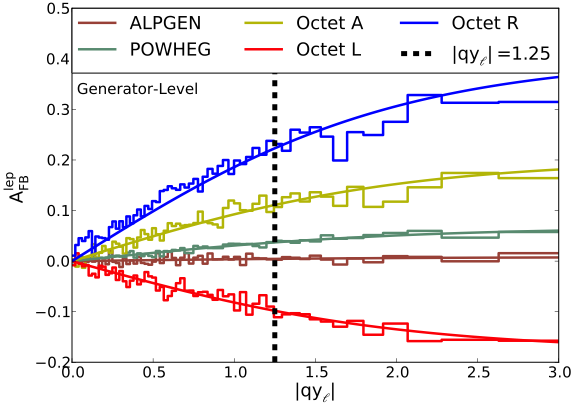 0.5
ALPGEN Octet A Octet R
POWHEG Octet L |qyℓ| =1.25
0.4
Generator-Level
0.3
0.2
0.1
0.0
−0.1
−0.2
A_FB^lep
0.0 0.5 1.0 1.5 2.0 2.5 3.0
|qyℓ|